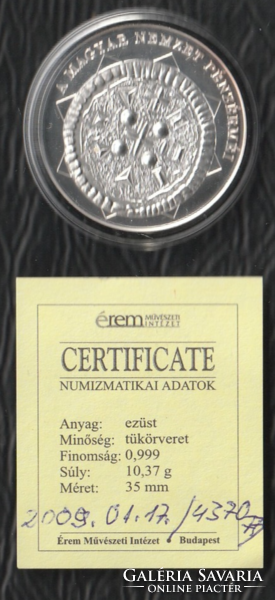 A MAGYAR NEMZET PÉNZÉRMÉI
érem MŰVÉSZETI
INTÉZET
CERTIFICATE
NUMIZMATIKAI ADATOK
Anyag: ezüst
Minőség: tükörveret
Finomság: 0,999
Súly: 10,37 g
Méret: 35 mm
2009. 01.17. /4370
Érem Művészeti Intézet Budapest
GALÉRIA SAVARIA
ONLINE PIACTÉR